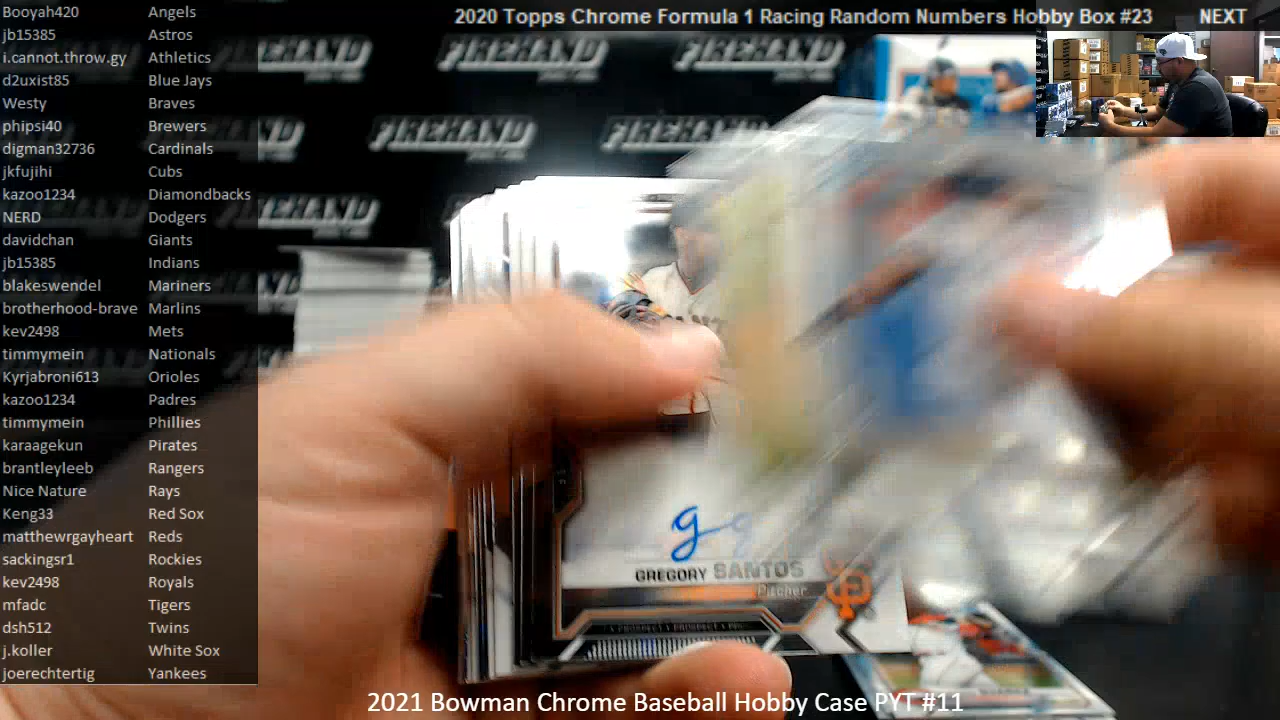 Booyah420 Angels
jb15385 Astros
i.cannot.throw.gy Athletics
d2uxist85 Blue Jays
Westy Braves
phipsi40 Brewers
digman32736 Cardinals
jkfujihi Cubs
kazoo1234 Diamondbacks
NERD Dodgers
davidchan Giants
jb15385 Indians
blakeswendel Mariners
brotherhood-brave Marlins
kev2498 Mets
timmymein Nationals
Kyrjabroni613 Orioles
kazoo1234 Padres
timmymein Phillies
karaagekun Pirates
brantleyleeb Rangers
Nice Nature Rays
Keng33 Red Sox
matthewrgayheart Reds
sackingsr1 Rockies
kev2498 Royals
mfadc Tigers
dsh512 Twins
j.koller White Sox
joerechtertig Yankees
2020 Topps Chrome Formula 1 Racing Random Numbers Hobby Box #23 NEXT
FIREHAND FIREHAND FIREHAND
FIREHAND FIREHAND
FIREHAND
GREGORY SANTOS
Pitcher
SF
2021 Bowman Chrome Baseball Hobby Case PYT #11